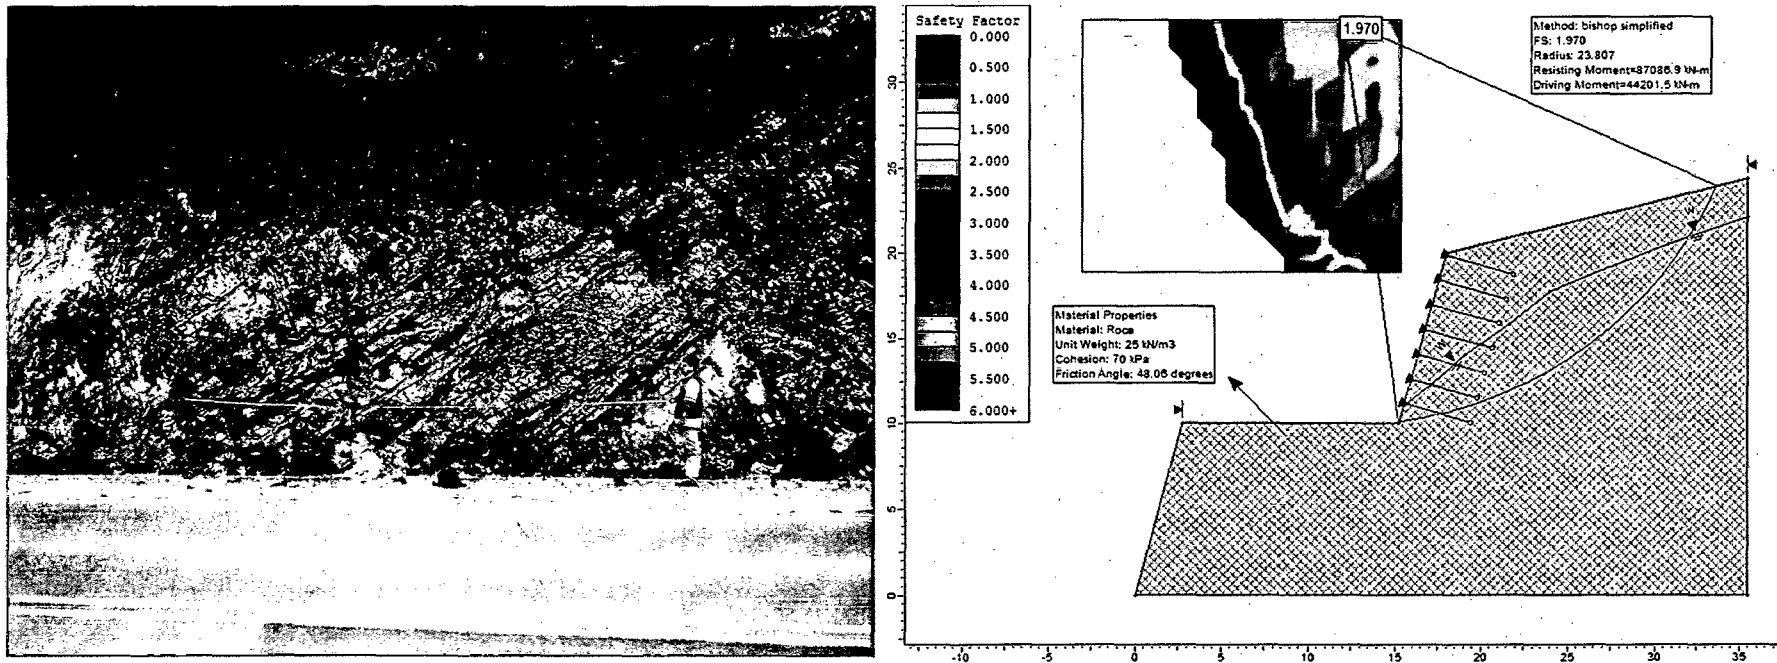 Safety Factor
0.000
0.500
1.000
1.500
2.000
2.500
3.000
3.500
4.000
4.500
5.000
5.500
6.000+
1.970
Method: bishop simplified
FS: 1.970
Radius: 23.807
Resisting Moment=87086.9 kN-m
Driving Moment=44201.5 kN-m
Material Properties
Material: Roca
Unit Weight: 25 kN/m3
Cohesion: 70 kPa
Friction Angle: 48.06 degrees
30
25
20
15
10
5
0
-10
-5
0
5
10
15
20
25
30
35
W
W